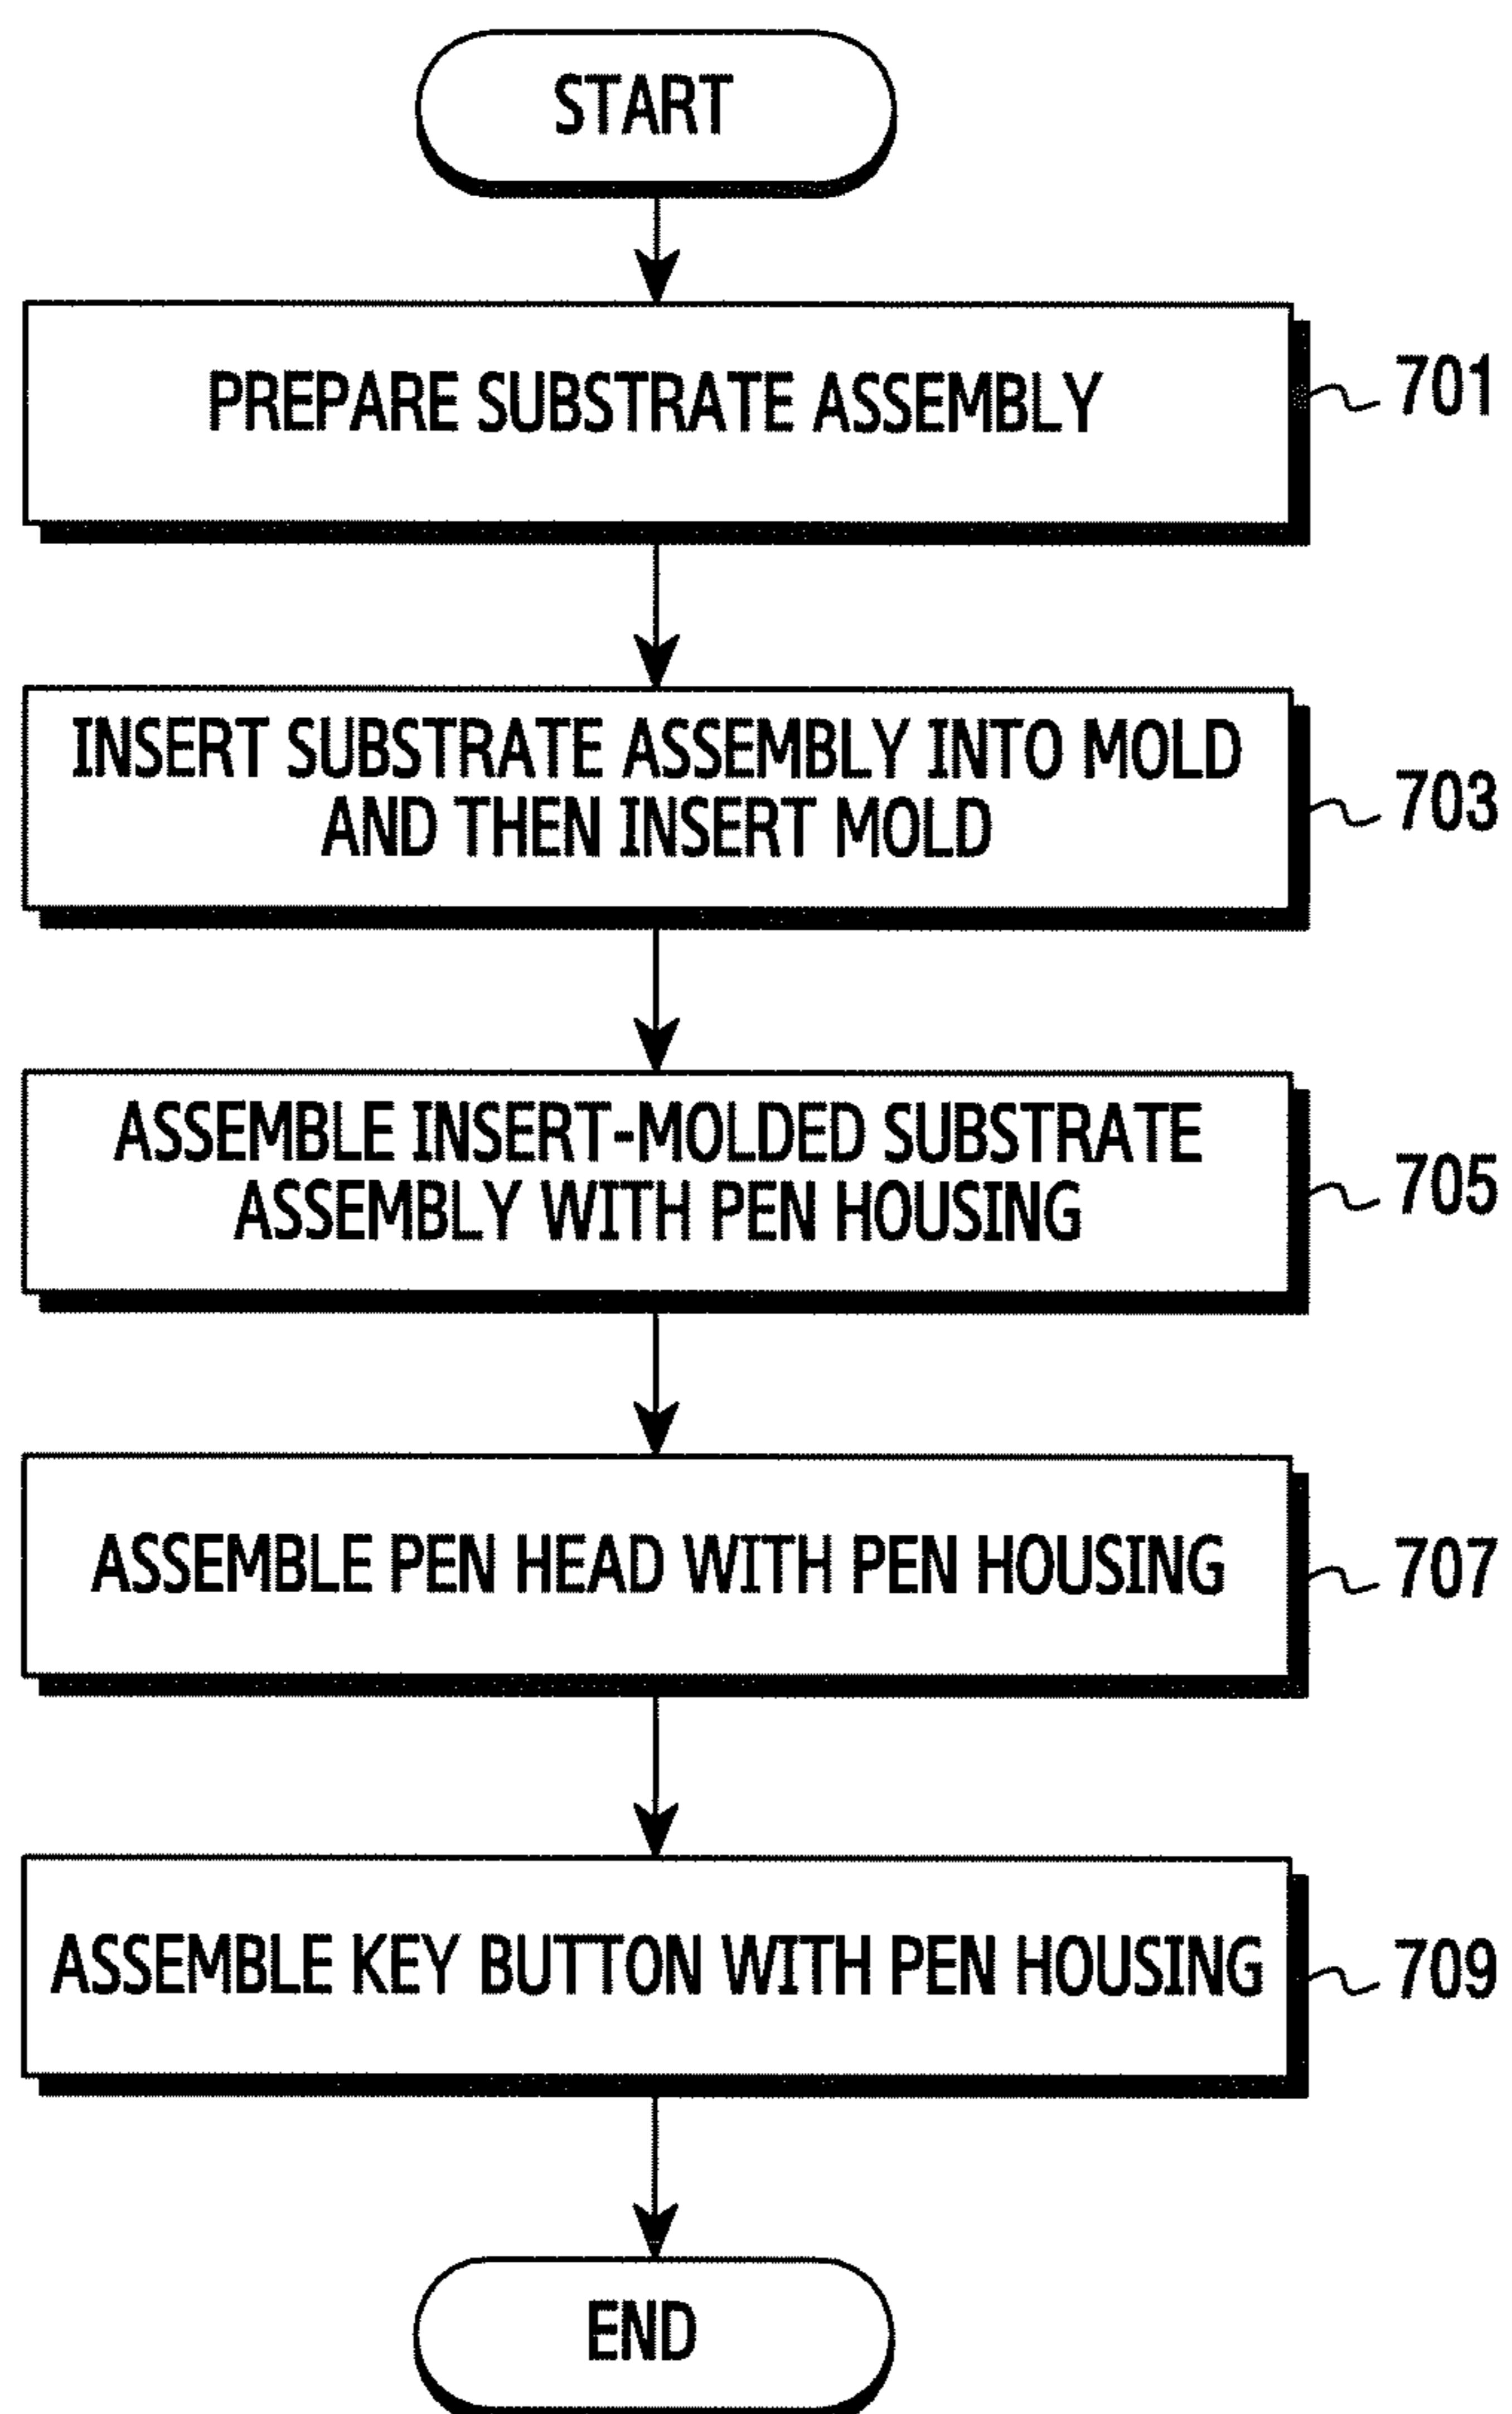 START
PREPARE SUBSTRATE ASSEMBLY
701
INSERT SUBSTRATE ASSEMBLY INTO MOLD
AND THEN INSERT MOLD
703
ASSEMBLE INSERT-MOLDED SUBSTRATE
ASSEMBLY WITH PEN HOUSING
705
ASSEMBLE PEN HEAD WITH PEN HOUSING
707
ASSEMBLE KEY BUTTON WITH PEN HOUSING
709
END